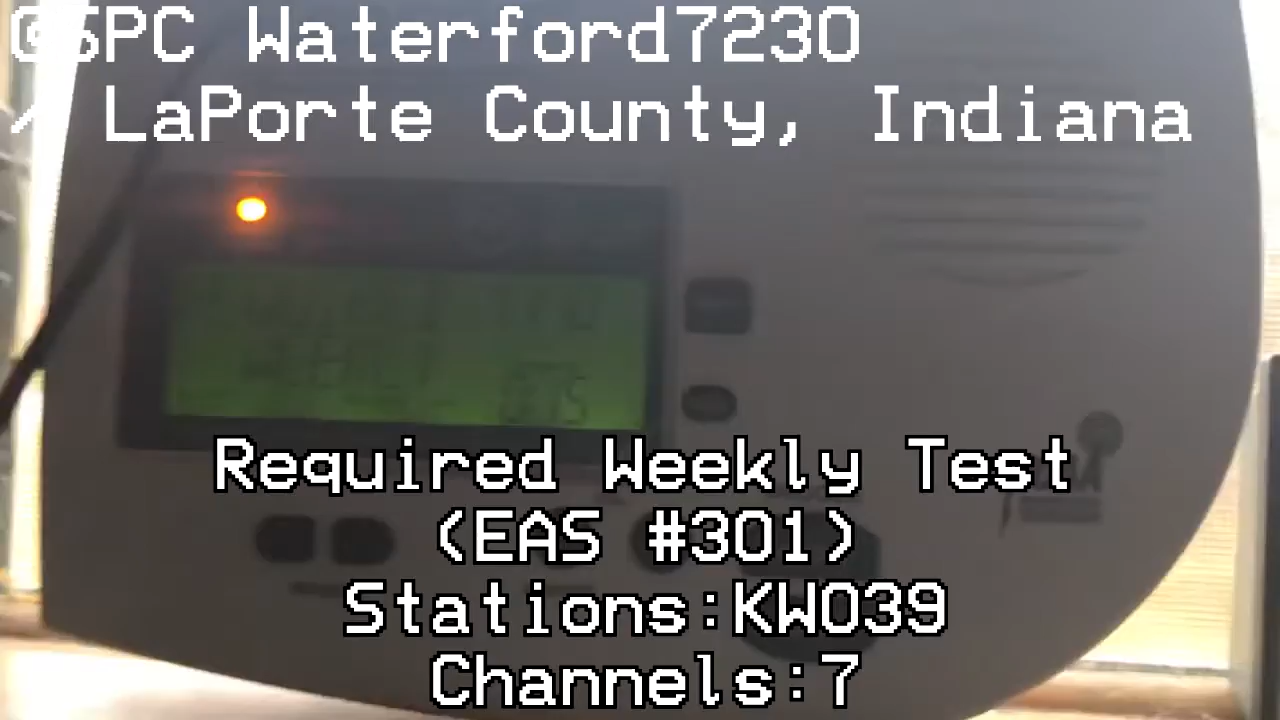 @SPC Waterford7230
^ LaPorte County, Indiana
Required Weekly Test
(EAS #301)
Stations:KWO39
Channels:7